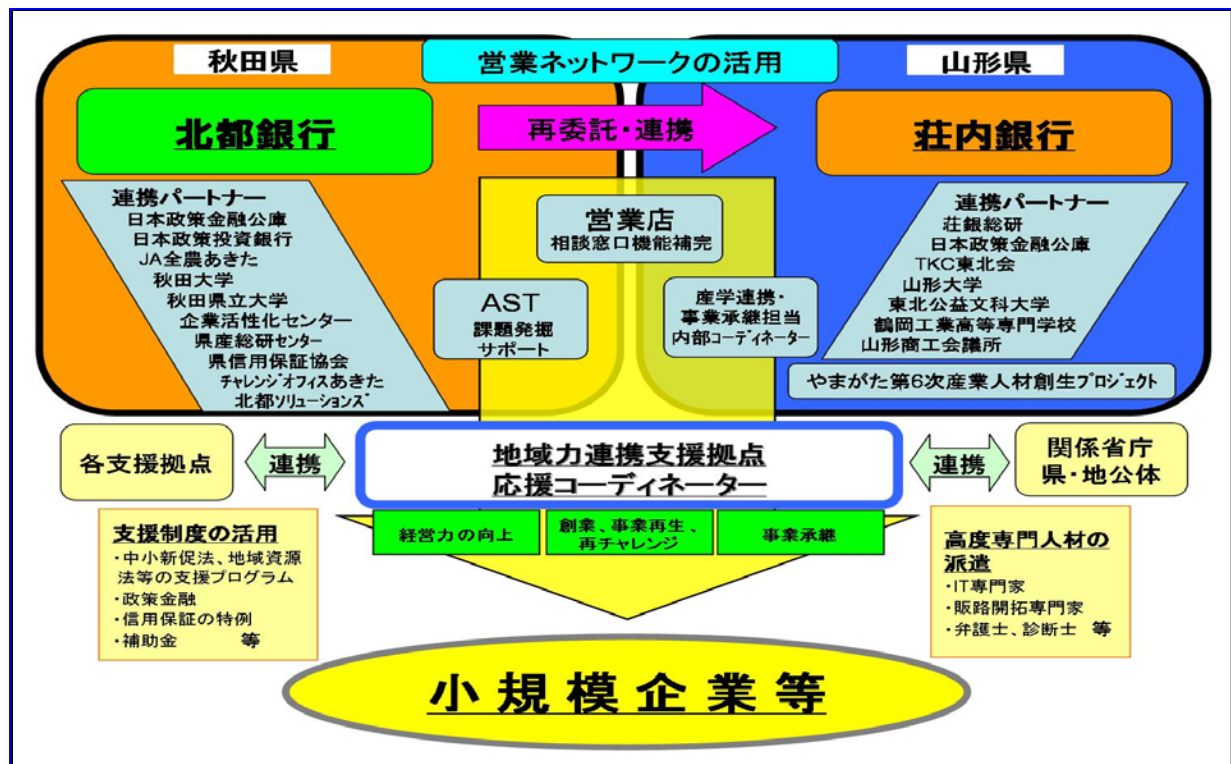 秋田県
営業ネットワークの活用
山形県
北都銀行
再委託・連携
荘内銀行
連携パートナー
日本政策金融公庫
日本政策投資銀行
JA全農あきた
秋田大学
秋田県立大学
企業活性化センター
県産総研センター
県信用保証協会
チャレンジオフィスあきた
北都ソリューションズ
営業店
相談窓口機能補完
AST
課題発掘
サポート
産学連携・
事業承継担当
内部コーディネーター
連携パートナー
荘銀総研
日本政策金融公庫
TKC東北会
山形大学
東北公益文科大学
鶴岡工業高等専門学校
山形商工会議所
やまがた第6次産業人材創生プロジェクト
各支援拠点
連携
地域力連携支援拠点
応援コーディネーター
連携
関係省庁
県・地公体
経営力の向上
創業、事業再生、
再チャレンジ
事業承継
支援制度の活用
・中小新促法、地域資源
法等の支援プログラム
・政策金融
・信用保証の特例
・補助金 等
高度専門人材の
派遣
・IT専門家
・販路開拓専門家
・弁護士、診断士 等
小規模企業等